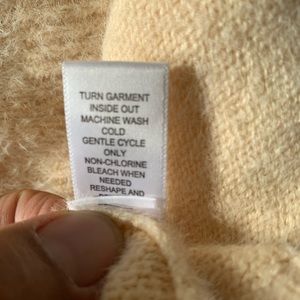 TURN GARMENT
INSIDE OUT
MACHINE WASH
COLD
GENTLE CYCLE
ONLY
NON-CHLORINE
BLEACH WHEN
NEEDED
RESHAPE AND